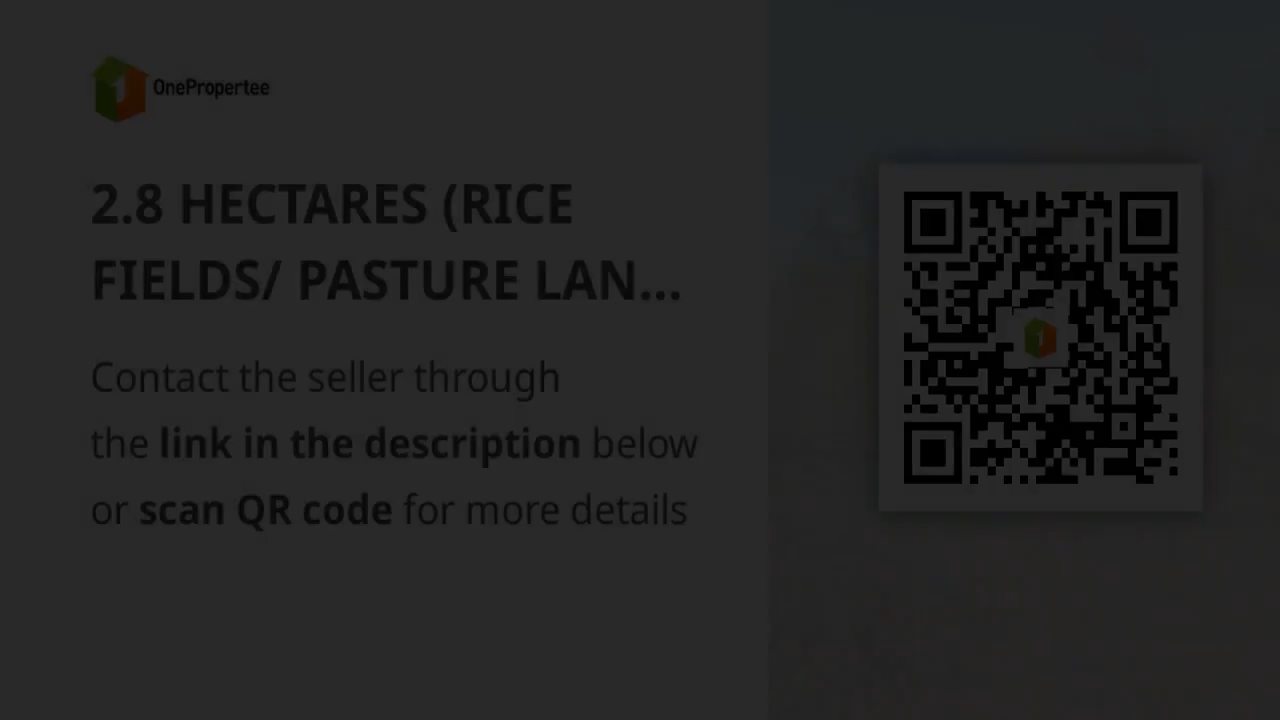 OnePropertee
2.8 HECTARES (RICE
FIELDS/ PASTURE LAN...
Contact the seller through
the link in the description below
or scan QR code for more details